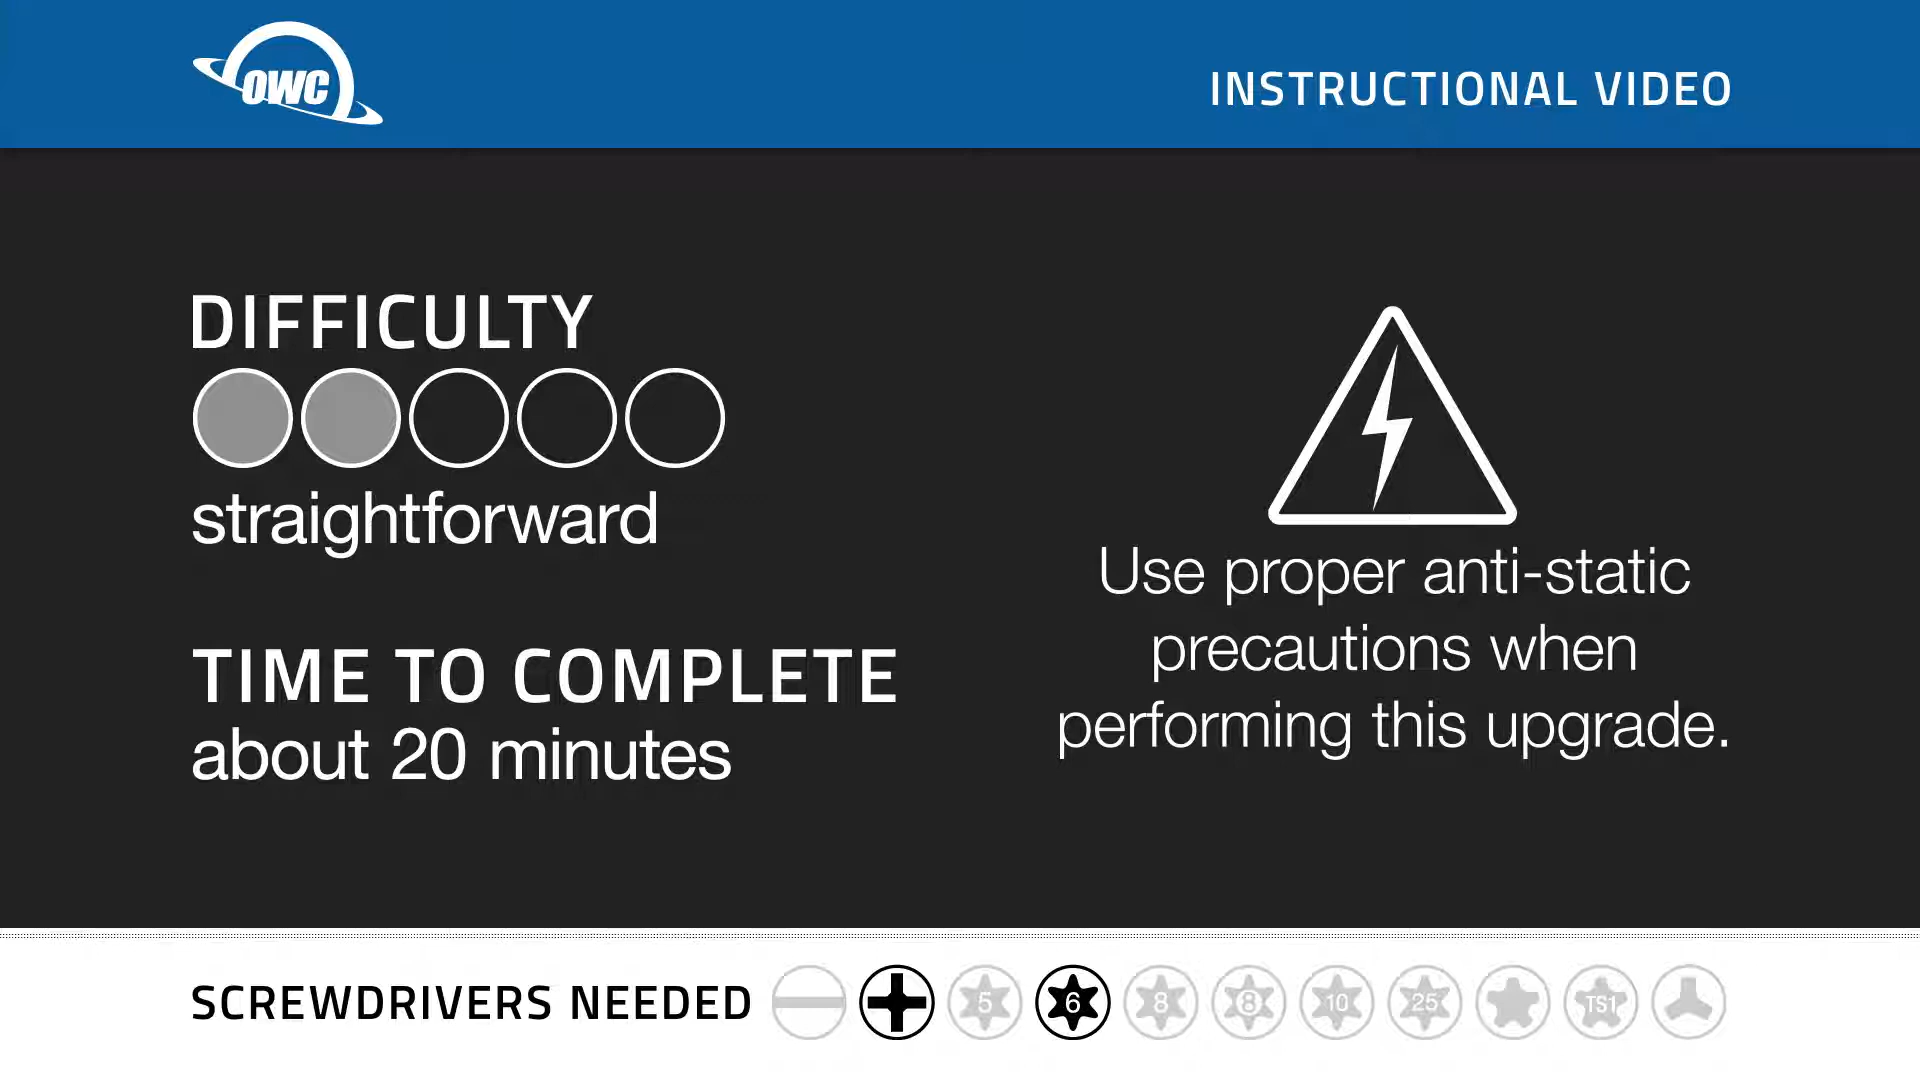 OWC
INSTRUCTIONAL VIDEO
DIFFICULTY
straightforward
TIME TO COMPLETE
about 20 minutes
Use proper anti-static
precautions when
performing this upgrade.
SCREWDRIVERS NEEDED 5 6 8 8 10 25 TS1